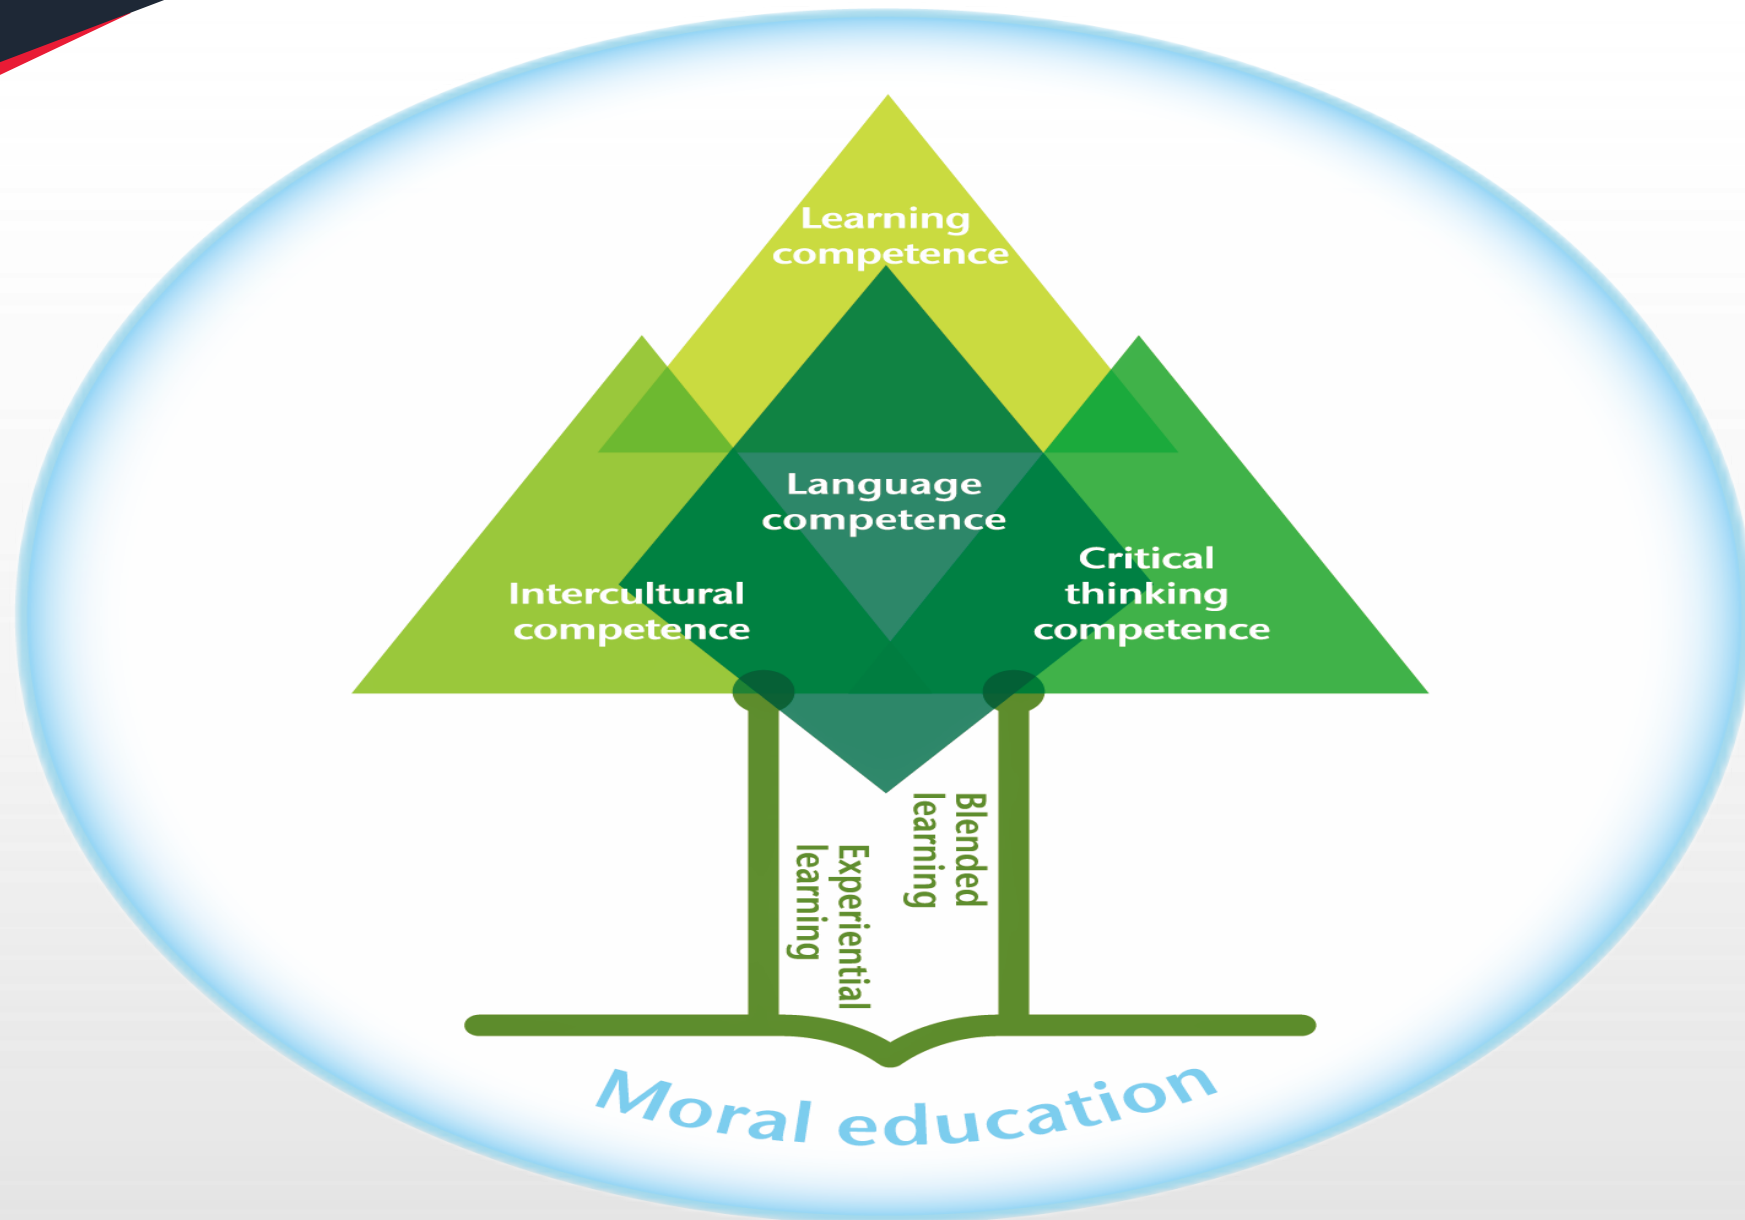 Learning
competence
Language
competence
Intercultural
competence
Critical
thinking
competence
Experiential
learning
Blended
learning
Moral education